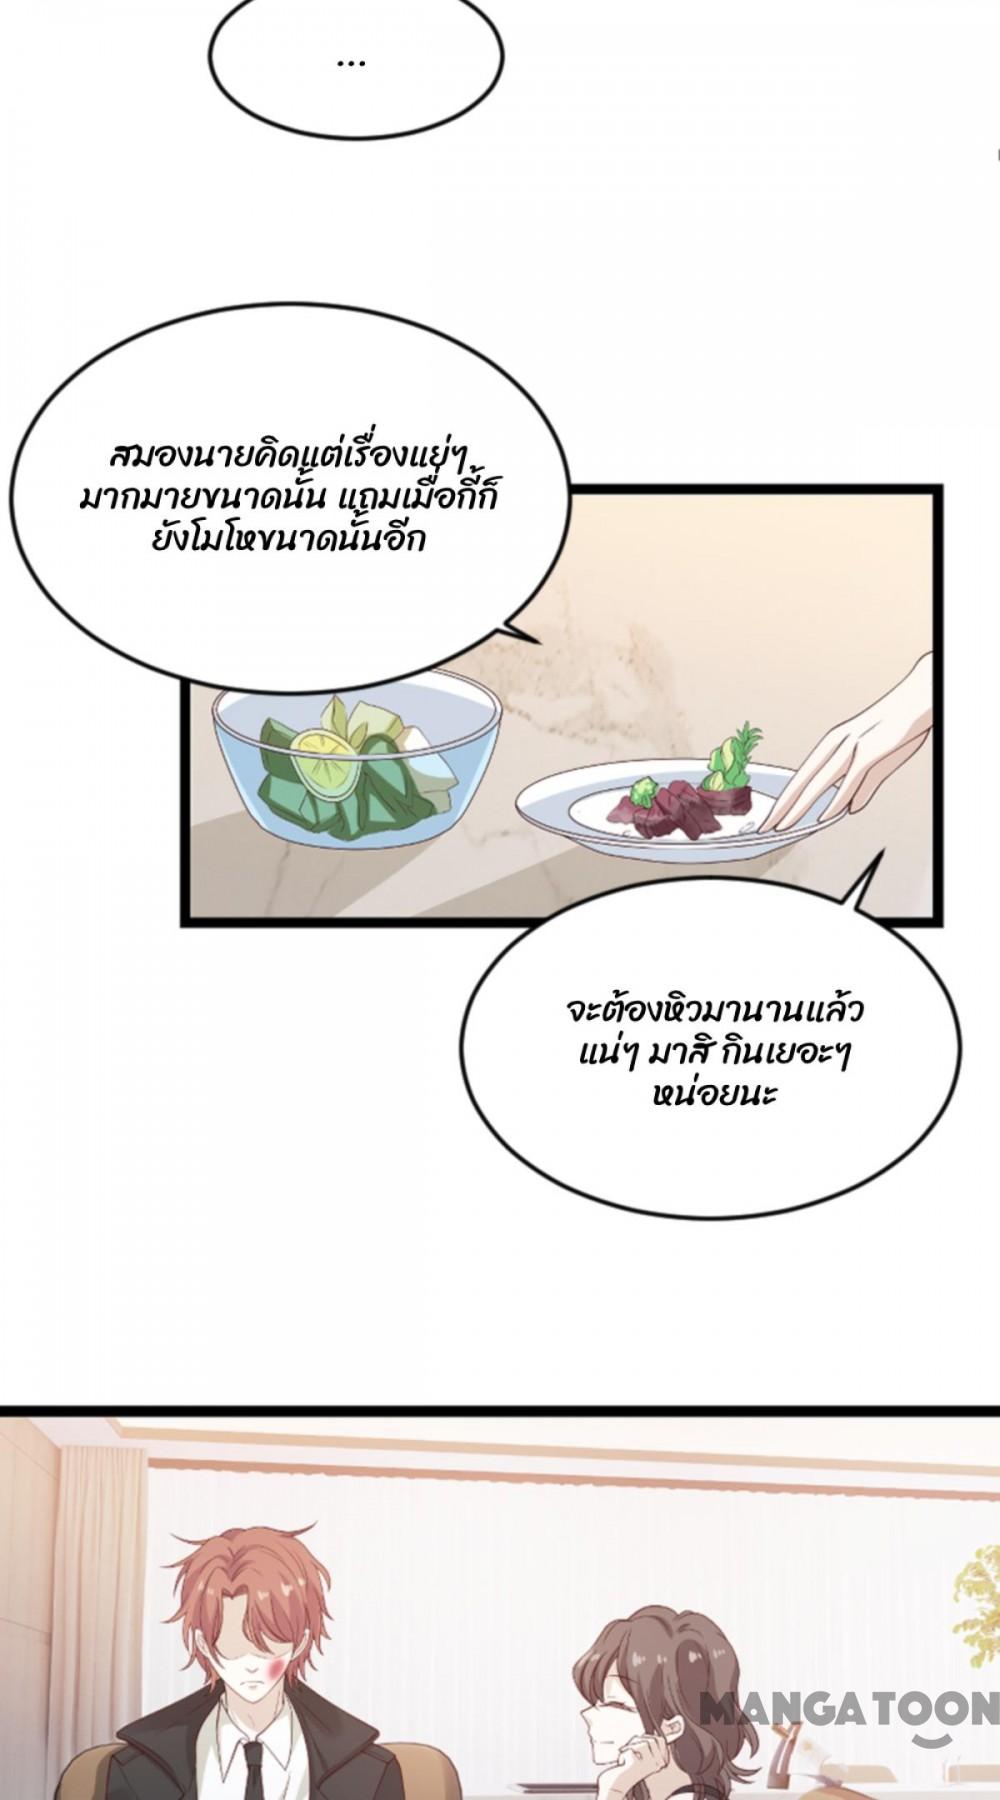 ...
สมองนายคิดแต่เรื่องแย่ๆ
มากมายขนาดนั้น แถมเมื่อกี้ก็
ยังโมโหขนาดนั้นอีก
จะต้องหิวมานานแล้ว
แน่ๆ มาสิ กินเยอะๆ
หน่อยนะ
MANGATOON